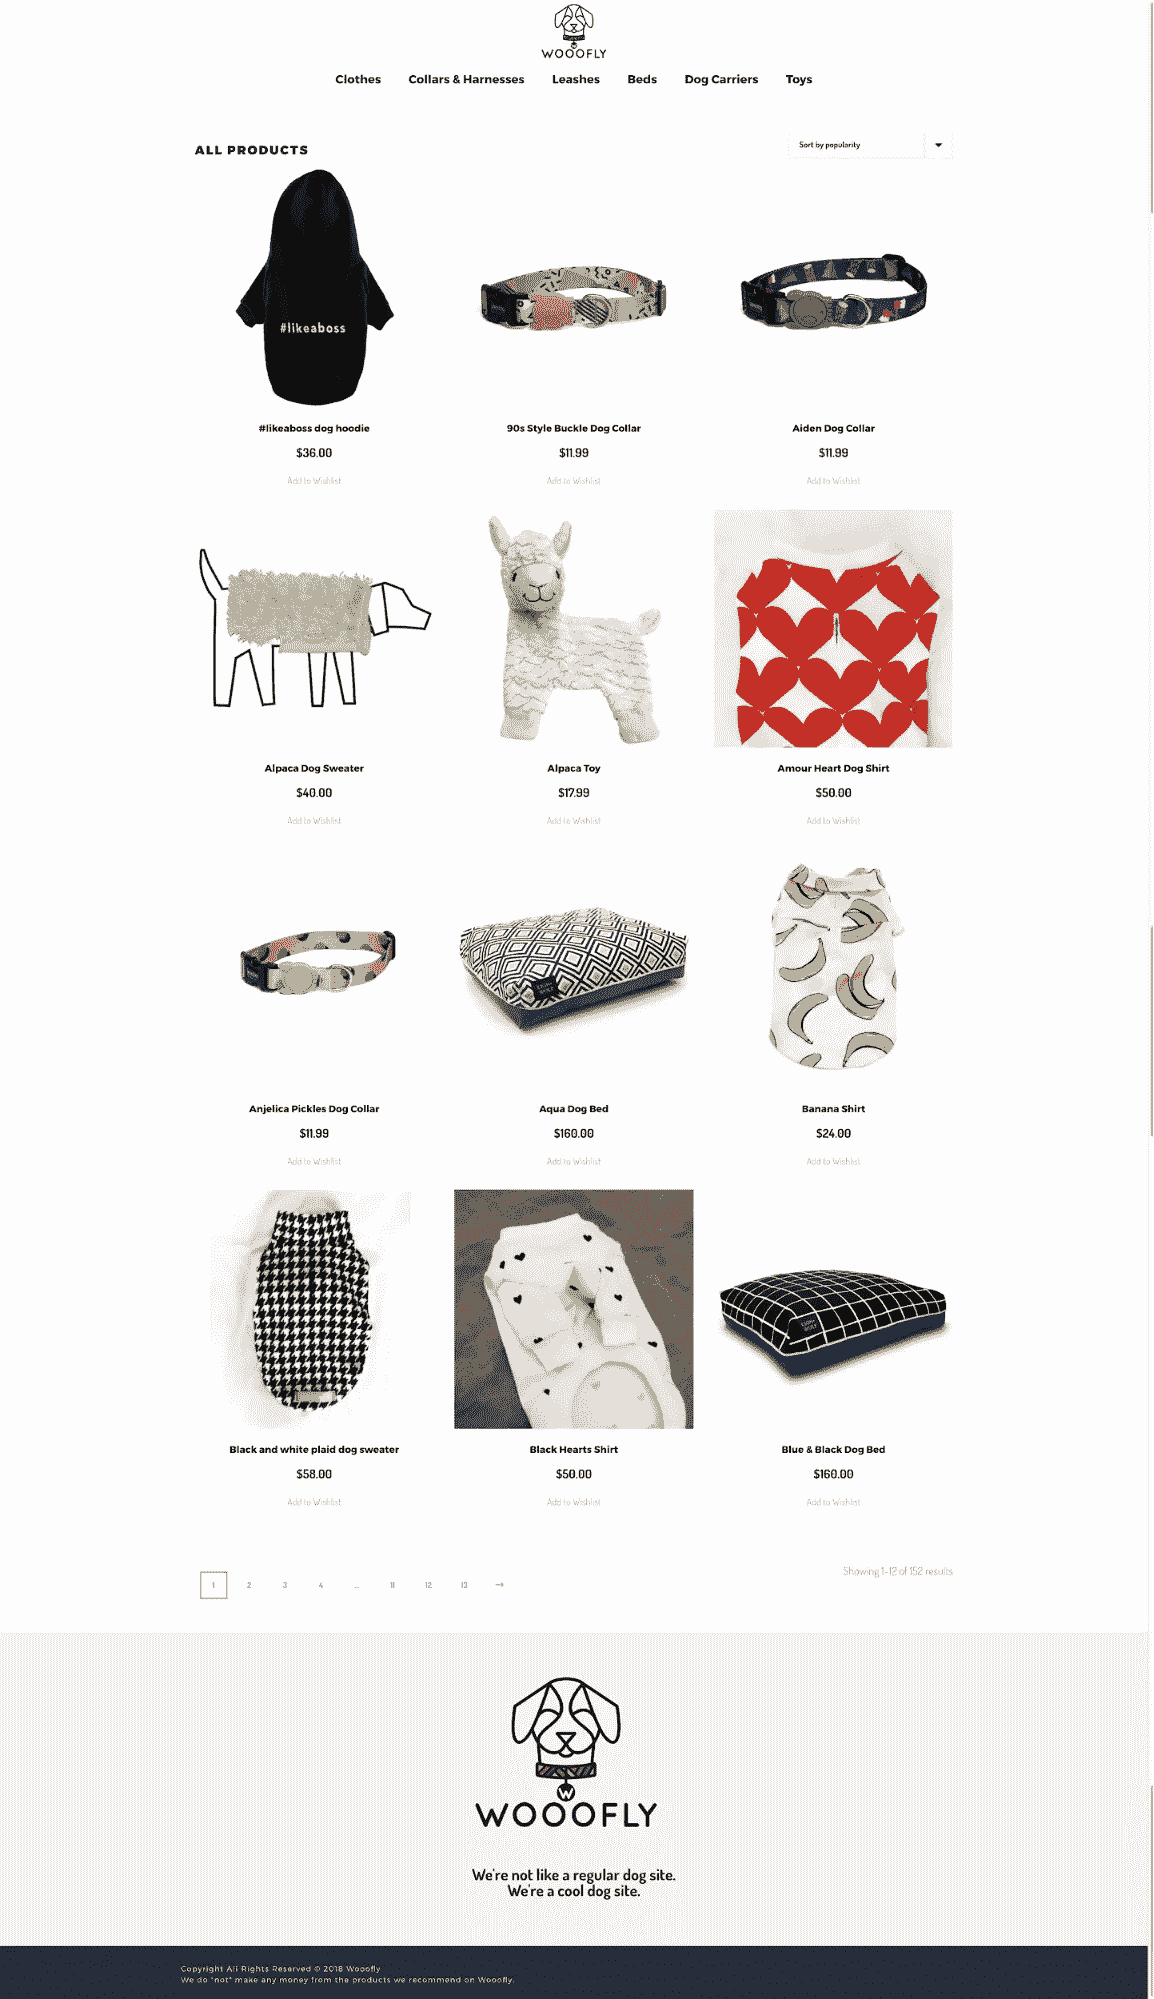 WOOOFLY
Clothes Collars & Harnesses Leashes Beds Dog Carriers Toys
ALL PRODUCTS
Sort by popularity
#likeaboss
#likeaboss dog hoodie
$36.00
Add to Wishlist
90s Style Buckle Dog Collar
$11.99
Add to Wishlist
Aiden Dog Collar
$11.99
Add to Wishlist
Alpaca Dog Sweater
$40.00
Add to Wishlist
Alpaca Toy
$17.99
Add to Wishlist
Amour Heart Dog Shirt
$50.00
Add to Wishlist
Anjelica Pickles Dog Collar
$11.99
Add to Wishlist
Aqua Dog Bed
$160.00
Add to Wishlist
Banana Shirt
$24.00
Add to Wishlist
Black and white plaid dog sweater
$58.00
Add to Wishlist
Black Hearts Shirt
$50.00
Add to Wishlist
Blue & Black Dog Bed
$160.00
Add to Wishlist
1 2 3 4 ... 11 12 13 →
Showing 1–12 of 152 results
W
WOOOFLY
We're not like a regular dog site.
We're a cool dog site.
Copyright All Rights Reserved © 2018 Wooofly
We do *not* make any money from the products we recommend on Wooofly.